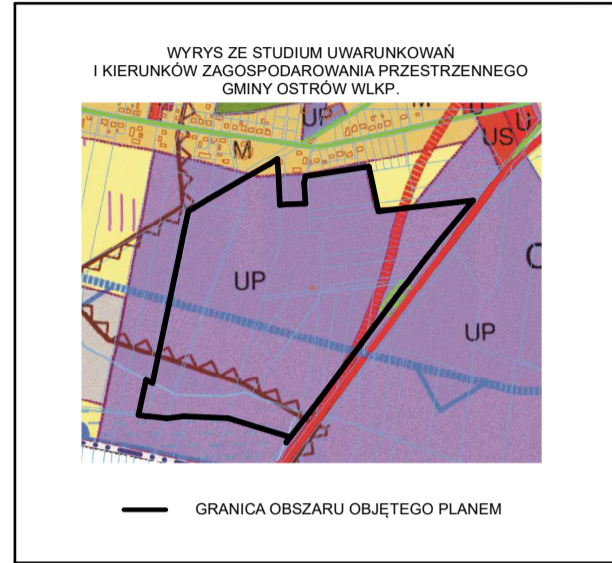 WYRYS ZE STUDIUM UWARUNKOWAŃ
I KIERUNKÓW ZAGOSPODAROWANIA PRZESTRZENNEGO
GMINY OSTRÓW WLKP.
UP
M
U
U
US
M
UP
UP
GRANICA OBSZARU OBJĘTEGO PLANEM